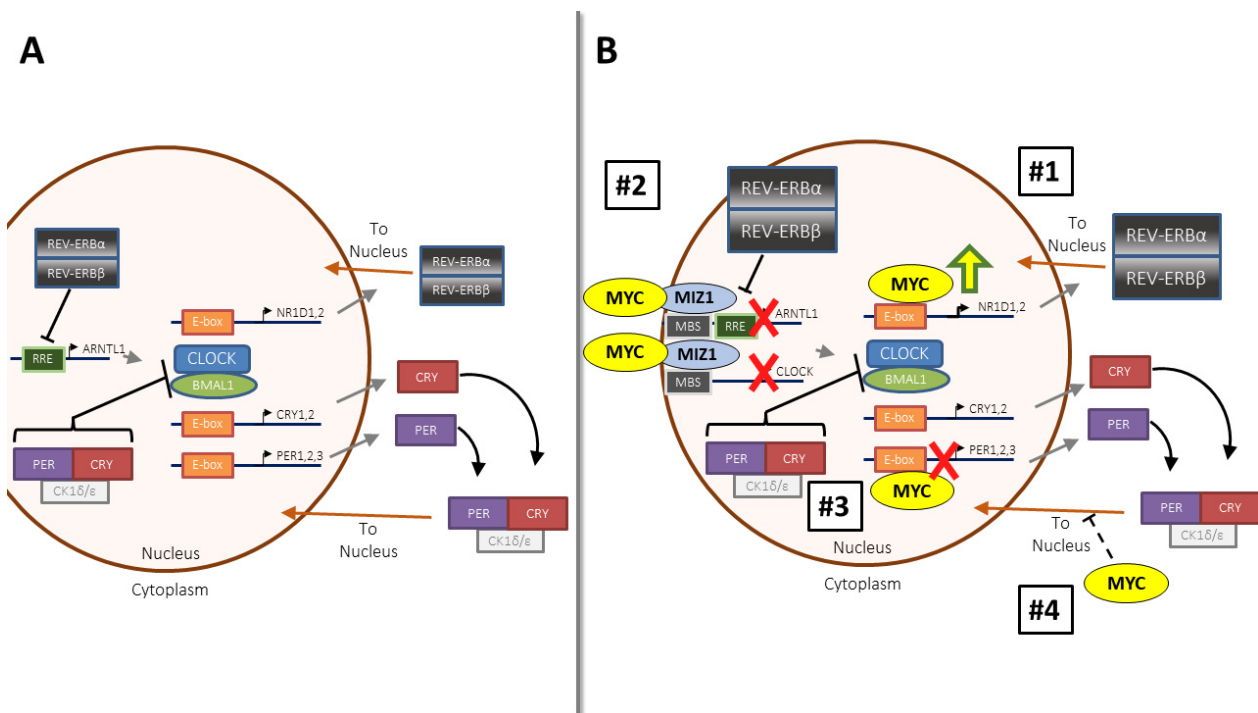 A
REV-ERBα
REV-ERBβ
RRE
ARNTL1
To
Nucleus
REV-ERBα
REV-ERBβ
E-box
NR1D1,2
CLOCK
BMAL1
E-box
CRY1,2
E-box
PER1,2,3
CRY
PER
PER
CRY
CK1δ/ε
PER
CRY
CK1δ/ε
To
Nucleus
Nucleus
Cytoplasm
B
#2
REV-ERBα
REV-ERBβ
#1
To
Nucleus
REV-ERBα
REV-ERBβ
MYC
MIZ1
MBS
RRE
ARNTL1
MYC
MIZ1
MBS
CLOCK
MYC
E-box
NR1D1,2
CLOCK
BMAL1
E-box
CRY1,2
E-box
PER1,2,3
MYC
CRY
PER
PER
CRY
CK1δ/ε
#3
PER
CRY
CK1δ/ε
To
Nucleus
Nucleus
Cytoplasm
MYC
#4